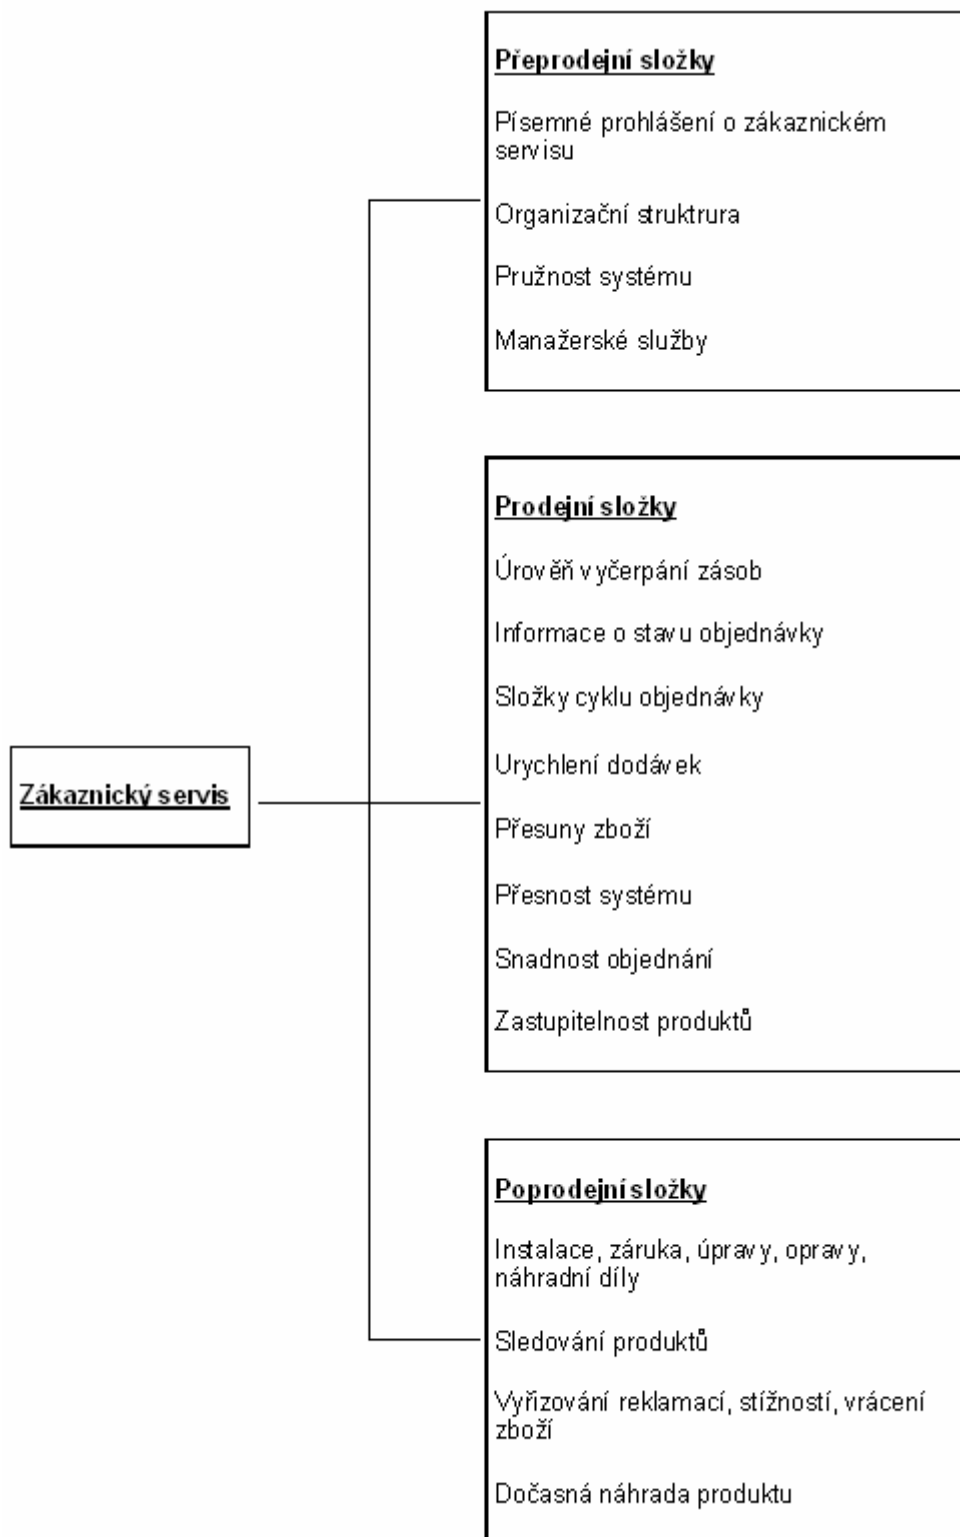 Přeprodejní složky
Písemné prohlášení o zákaznickém
servisu
Organizační struktrura
Pružnost systému
Manažerské služby
Prodejní složky
Úrověň vyčerpání zásob
Informace o stavu objednávky
Složky cyklu objednávky
Urychlení dodávek
Zákaznický servis
Přesuny zboží
Přesnost systému
Snadnost objednání
Zastupitelnost produktů
Poprodejní složky
Instalace, záruka, úpravy, opravy,
náhradní díly
Sledování produktů
Vyřizování reklamací, stížností, vrácení
zboží
Dočasná náhrada produktu